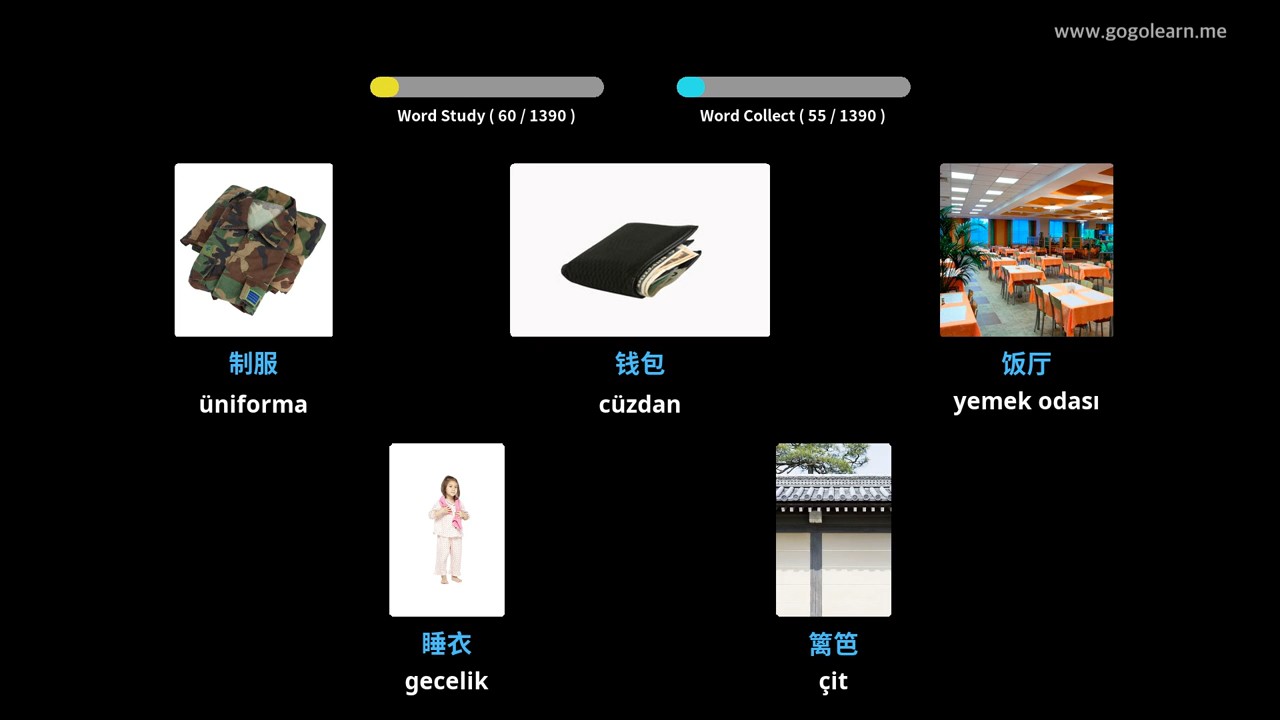 www.gogolearn.me
Word Study ( 60 / 1390 )
Word Collect ( 55 / 1390 )
制服
üniforma
钱包
cüzdan
饭厅
yemek odası
睡衣
gecelik
篱笆
çit